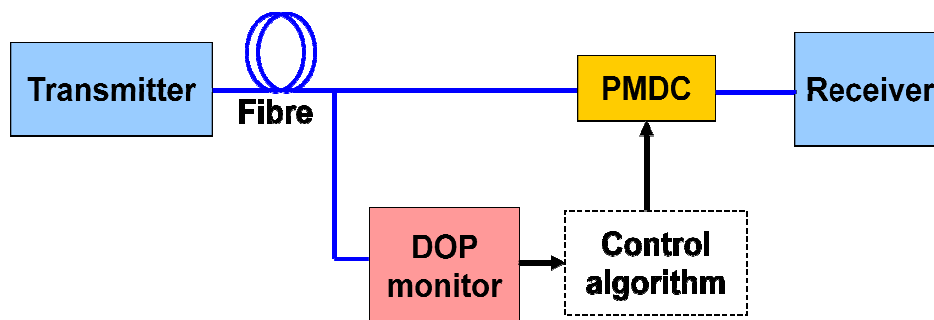 Transmitter
Fibre
PMDC
Receiver
DOP
monitor
Control
algorithm